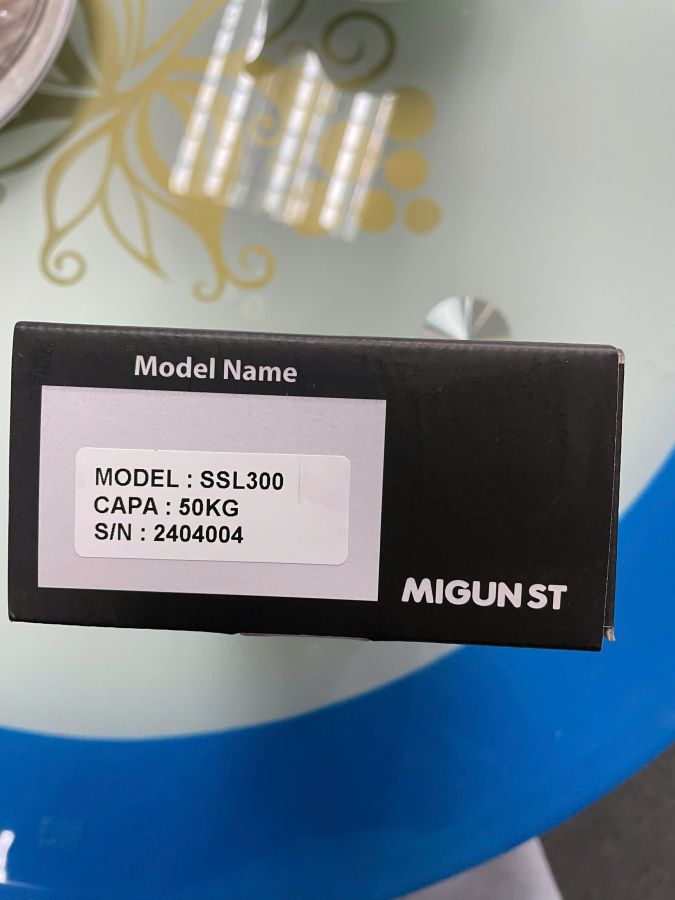 Model Name
MODEL : SSL300
CAPA : 50KG
S/N : 2404004
MIGUN ST